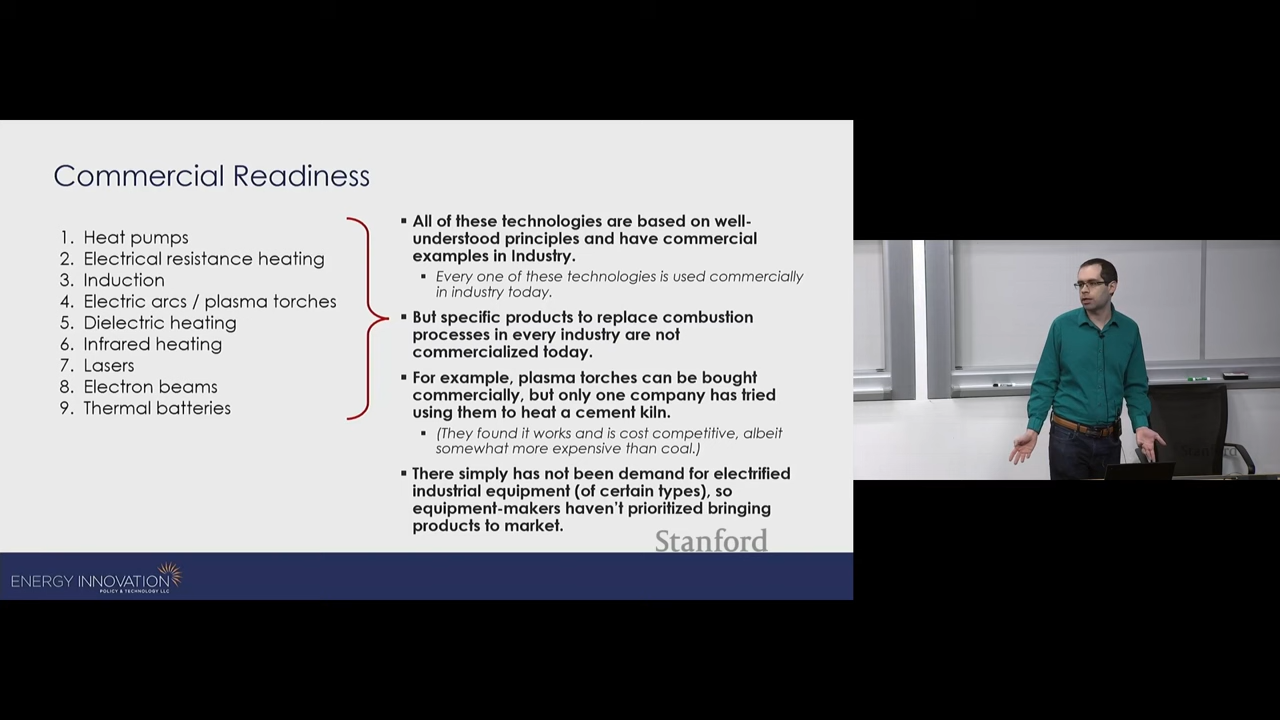 Commercial Readiness
1. Heat pumps
2. Electrical resistance heating
3. Induction
4. Electric arcs / plasma torches
5. Dielectric heating
6. Infrared heating
7. Lasers
8. Electron beams
9. Thermal batteries
▪ All of these technologies are based on well-
understood principles and have commercial
examples in Industry.
▪ Every one of these technologies is used commercially
in industry today.
▪ But specific products to replace combustion
processes in every industry are not
commercialized today.
▪ For example, plasma torches can be bought
commercially, but only one company has tried
using them to heat a cement kiln.
▪ (They found it works and is cost competitive, albeit
somewhat more expensive than coal.)
▪ There simply has not been demand for electrified
industrial equipment (of certain types), so
equipment-makers haven't prioritized bringing
products to market.
Stanford
ENERGY INNOVATION
POLICY & TECHNOLOGY LLC
Stanford